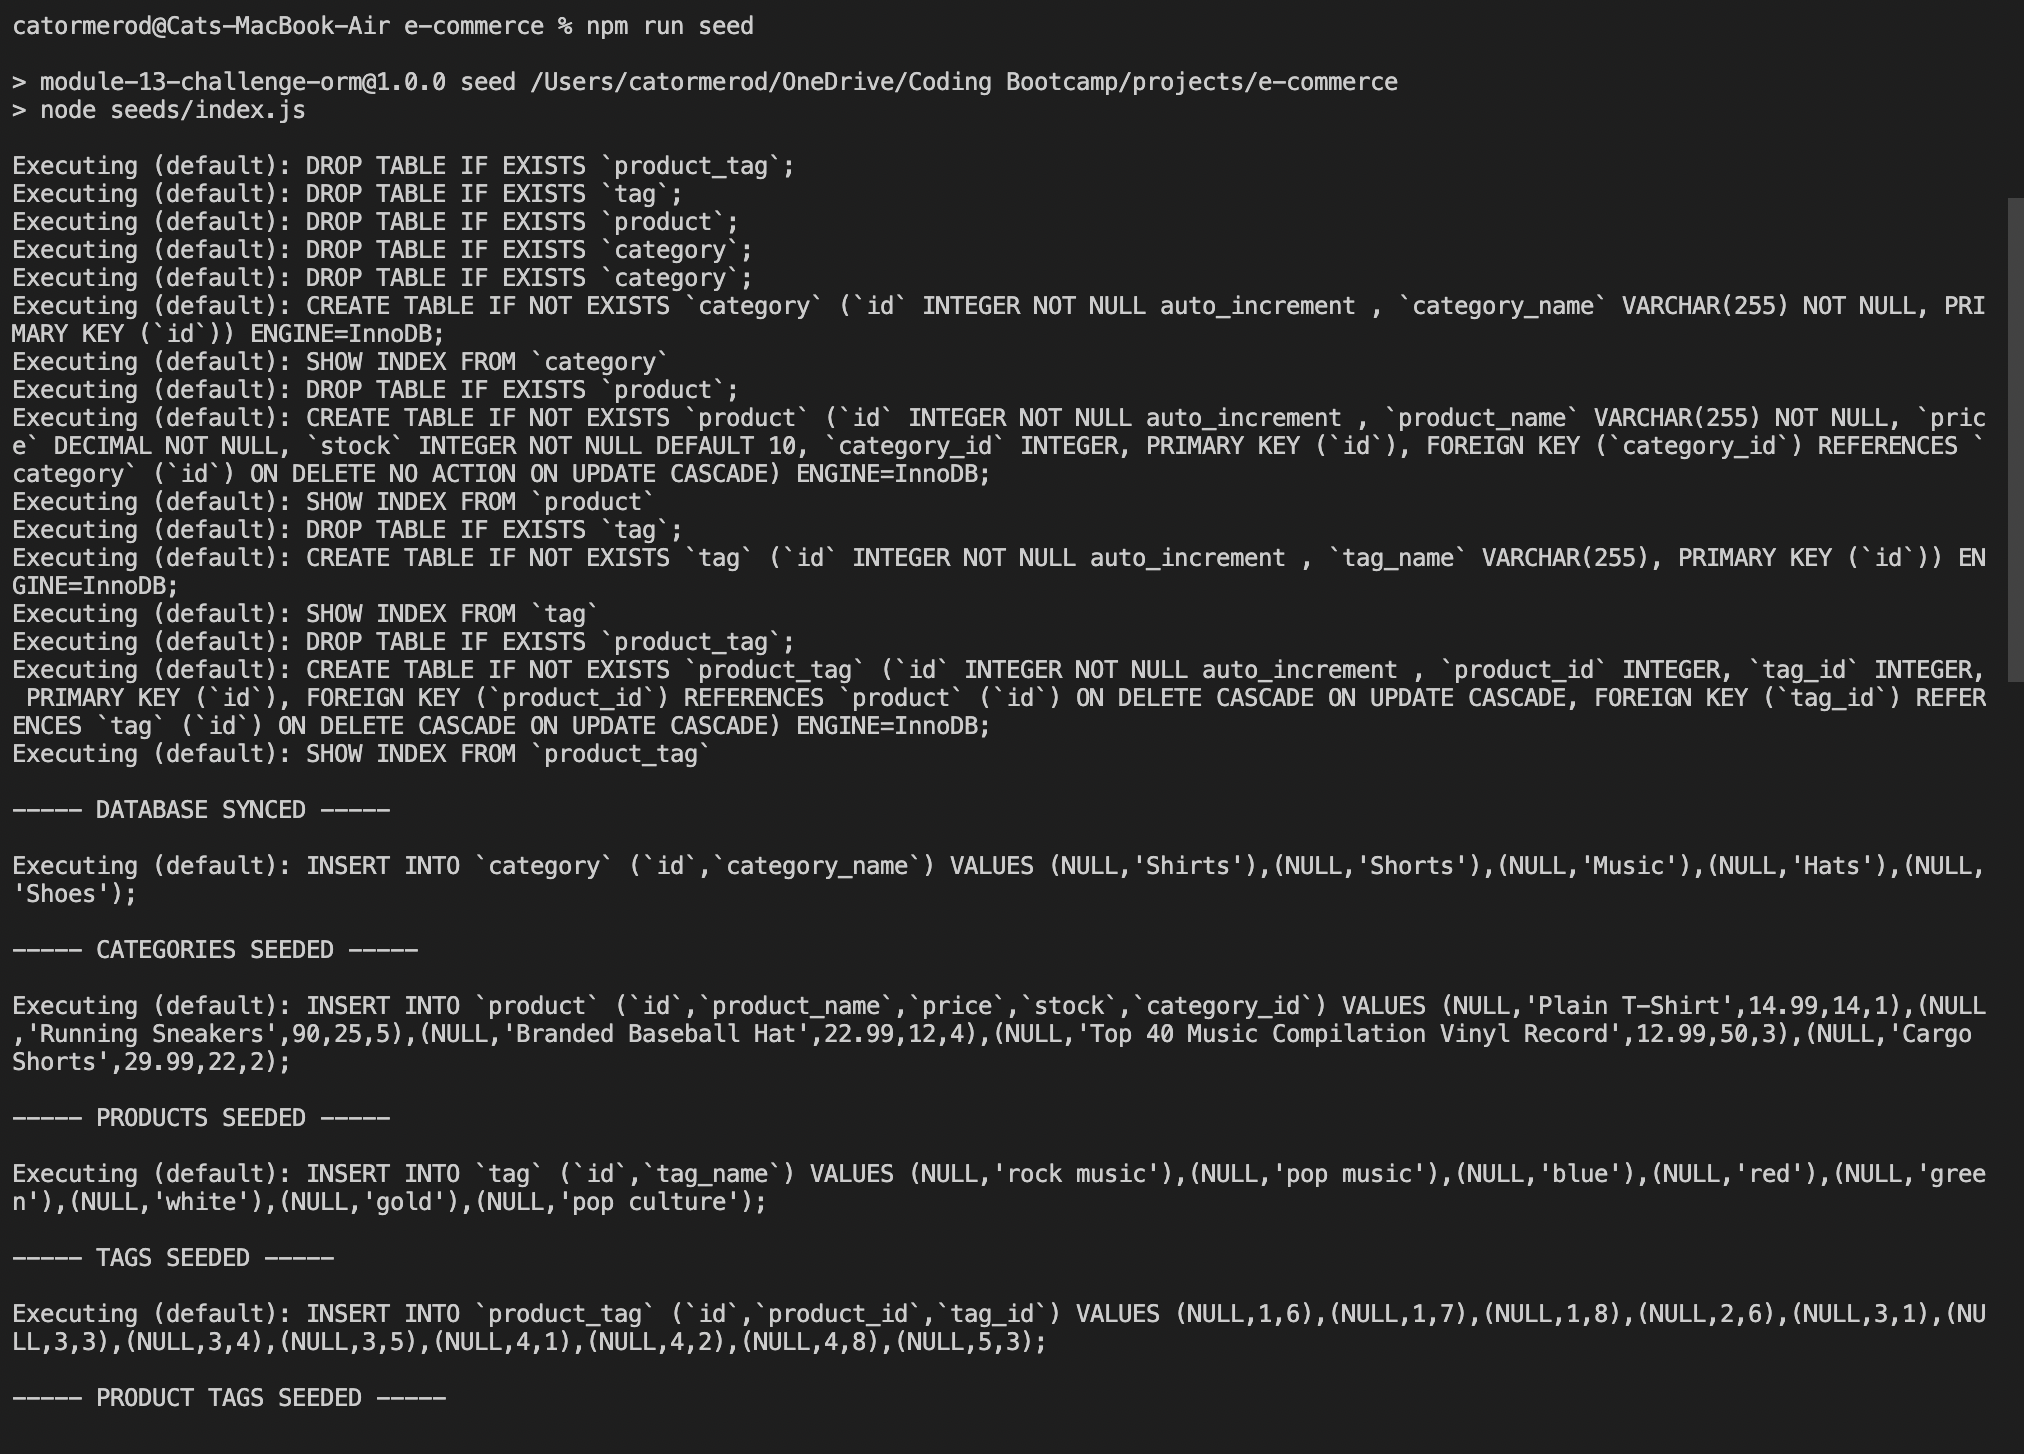 catormerod@Cats-MacBook-Air e-commerce % npm run seed
> module-13-challenge-orm@1.0.0 seed /Users/catormerod/OneDrive/Coding Bootcamp/projects/e-commerce
> node seeds/index.js
Executing (default): DROP TABLE IF EXISTS `product_tag`;
Executing (default): DROP TABLE IF EXISTS `tag`;
Executing (default): DROP TABLE IF EXISTS `product`;
Executing (default): DROP TABLE IF EXISTS `category`;
Executing (default): DROP TABLE IF EXISTS `category`;
Executing (default): CREATE TABLE IF NOT EXISTS `category` (`id` INTEGER NOT NULL auto_increment , `category_name` VARCHAR(255) NOT NULL, PRI
MARY KEY (`id`)) ENGINE=InnoDB;
Executing (default): SHOW INDEX FROM `category`
Executing (default): DROP TABLE IF EXISTS `product`;
Executing (default): CREATE TABLE IF NOT EXISTS `product` (`id` INTEGER NOT NULL auto_increment , `product_name` VARCHAR(255) NOT NULL, `pric
e` DECIMAL NOT NULL, `stock` INTEGER NOT NULL DEFAULT 10, `category_id` INTEGER, PRIMARY KEY (`id`), FOREIGN KEY (`category_id`) REFERENCES `
category` (`id`) ON DELETE NO ACTION ON UPDATE CASCADE) ENGINE=InnoDB;
Executing (default): SHOW INDEX FROM `product`
Executing (default): DROP TABLE IF EXISTS `tag`;
Executing (default): CREATE TABLE IF NOT EXISTS `tag` (`id` INTEGER NOT NULL auto_increment , `tag_name` VARCHAR(255), PRIMARY KEY (`id`)) EN
GINE=InnoDB;
Executing (default): SHOW INDEX FROM `tag`
Executing (default): DROP TABLE IF EXISTS `product_tag`;
Executing (default): CREATE TABLE IF NOT EXISTS `product_tag` (`id` INTEGER NOT NULL auto_increment , `product_id` INTEGER, `tag_id` INTEGER,
 PRIMARY KEY (`id`), FOREIGN KEY (`product_id`) REFERENCES `product` (`id`) ON DELETE CASCADE ON UPDATE CASCADE, FOREIGN KEY (`tag_id`) REFER
ENCES `tag` (`id`) ON DELETE CASCADE ON UPDATE CASCADE) ENGINE=InnoDB;
Executing (default): SHOW INDEX FROM `product_tag`
----- DATABASE SYNCED -----
Executing (default): INSERT INTO `category` (`id`,`category_name`) VALUES (NULL,'Shirts'),(NULL,'Shorts'),(NULL,'Music'),(NULL,'Hats'),(NULL,
'Shoes');
----- CATEGORIES SEEDED -----
Executing (default): INSERT INTO `product` (`id`,`product_name`,`price`,`stock`,`category_id`) VALUES (NULL,'Plain T-Shirt',14.99,14,1),(NULL
,'Running Sneakers',90,25,5),(NULL,'Branded Baseball Hat',22.99,12,4),(NULL,'Top 40 Music Compilation Vinyl Record',12.99,50,3),(NULL,'Cargo
Shorts',29.99,22,2);
----- PRODUCTS SEEDED -----
Executing (default): INSERT INTO `tag` (`id`,`tag_name`) VALUES (NULL,'rock music'),(NULL,'pop music'),(NULL,'blue'),(NULL,'red'),(NULL,'gree
n'),(NULL,'white'),(NULL,'gold'),(NULL,'pop culture');
----- TAGS SEEDED -----
Executing (default): INSERT INTO `product_tag` (`id`,`product_id`,`tag_id`) VALUES (NULL,1,6),(NULL,1,7),(NULL,1,8),(NULL,2,6),(NULL,3,1),(NU
LL,3,3),(NULL,3,4),(NULL,3,5),(NULL,4,1),(NULL,4,2),(NULL,4,8),(NULL,5,3);
----- PRODUCT TAGS SEEDED -----